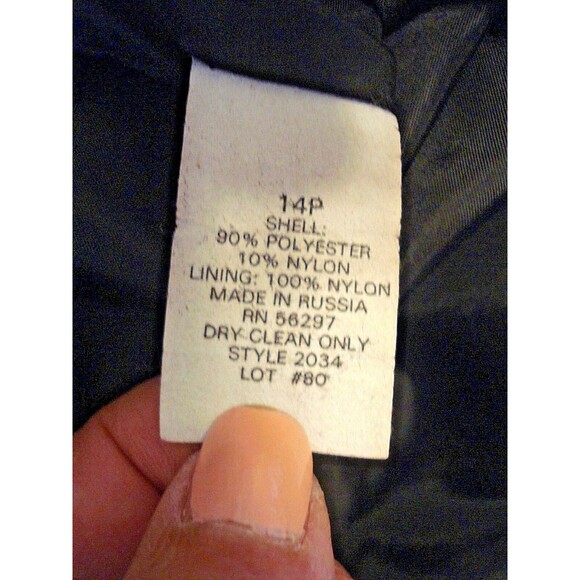 14P
SHELL:
90% POLYESTER
10% NYLON
LINING: 100% NYLON
MADE IN RUSSIA
RN 56297
DRY CLEAN ONLY
STYLE 2034
LOT #80